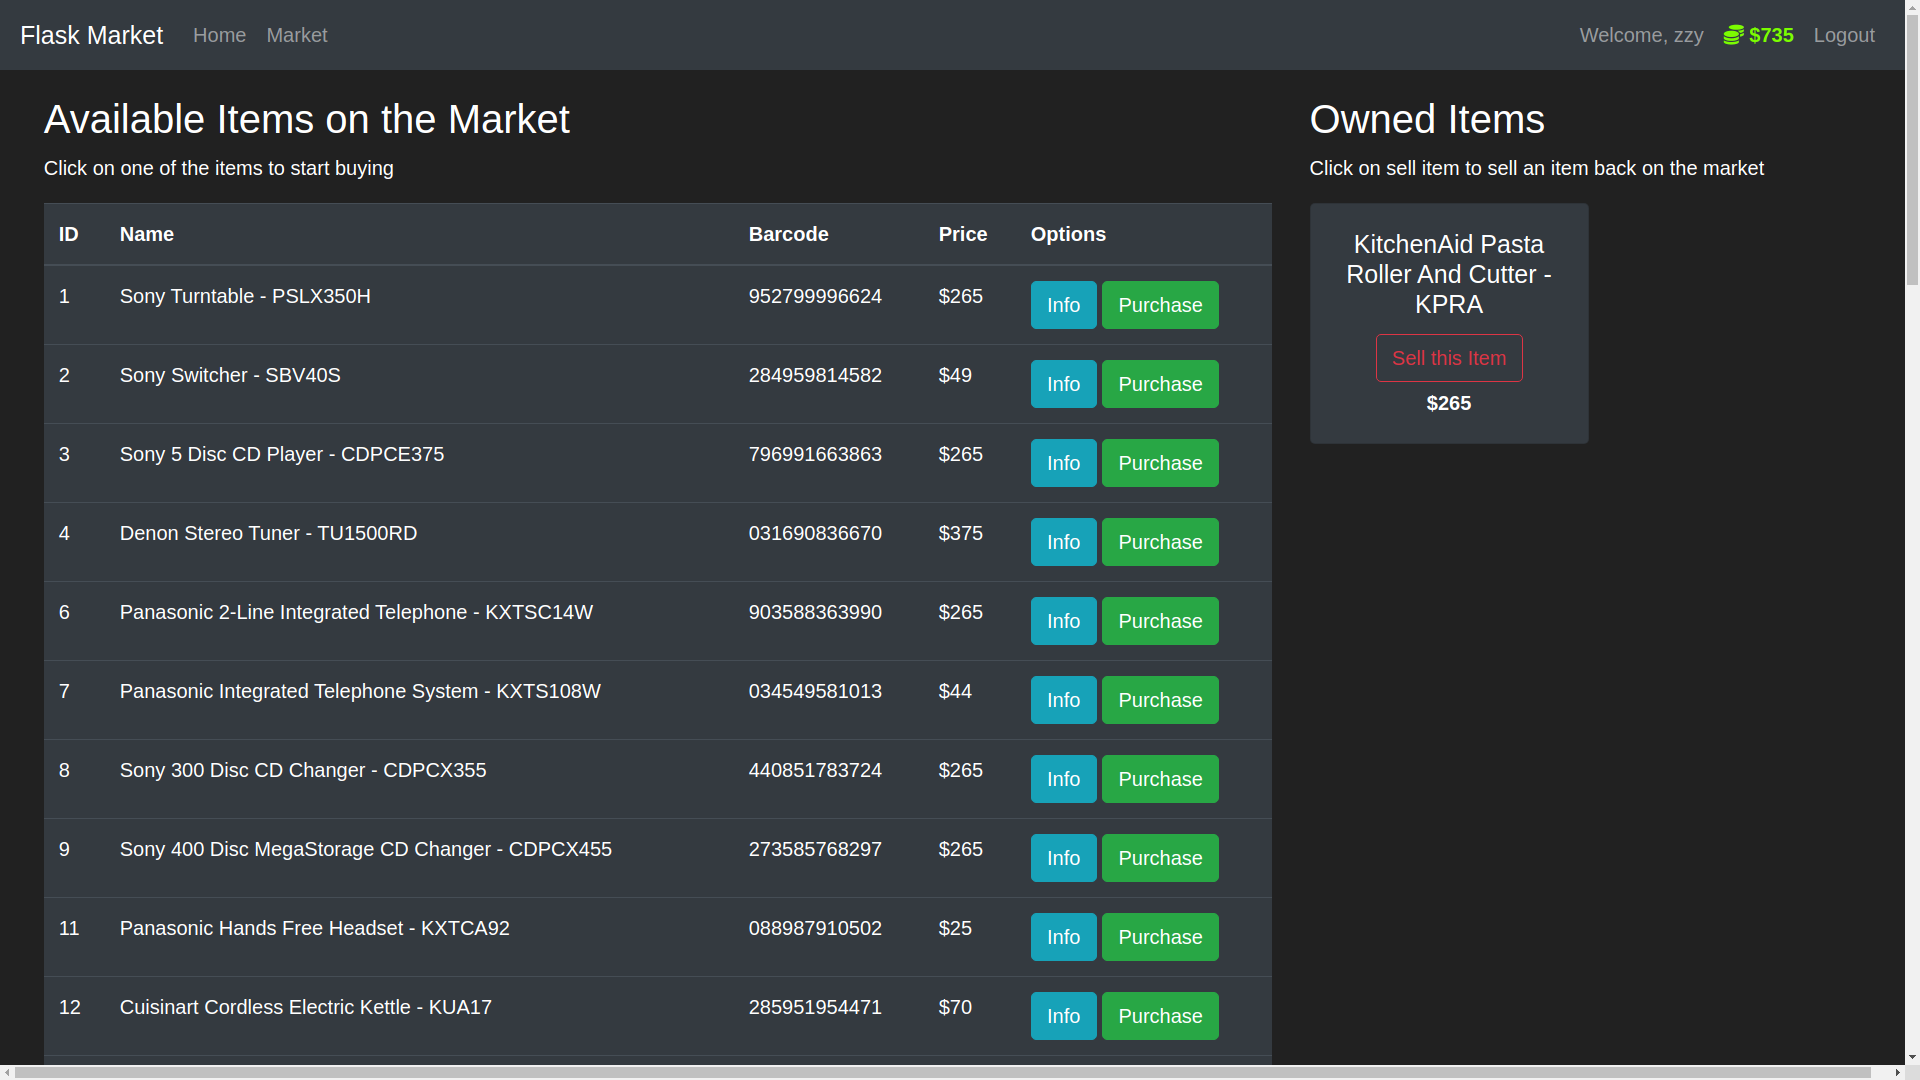 Flask Market Home Market Welcome, zzy $735 Logout
Available Items on the Market
Click on one of the items to start buying
ID Name Barcode Price Options
1 Sony Turntable - PSLX350H 952799996624 $265 Info Purchase
2 Sony Switcher - SBV40S 284959814582 $49 Info Purchase
3 Sony 5 Disc CD Player - CDPCE375 796991663863 $265 Info Purchase
4 Denon Stereo Tuner - TU1500RD 031690836670 $375 Info Purchase
6 Panasonic 2-Line Integrated Telephone - KXTSC14W 903588363990 $265 Info Purchase
7 Panasonic Integrated Telephone System - KXTS108W 034549581013 $44 Info Purchase
8 Sony 300 Disc CD Changer - CDPCX355 440851783724 $265 Info Purchase
9 Sony 400 Disc MegaStorage CD Changer - CDPCX455 273585768297 $265 Info Purchase
11 Panasonic Hands Free Headset - KXTCA92 088987910502 $25 Info Purchase
12 Cuisinart Cordless Electric Kettle - KUA17 285951954471 $70 Info Purchase
Owned Items
Click on sell item to sell an item back on the market
KitchenAid Pasta
Roller And Cutter -
KPRA
Sell this Item
$265